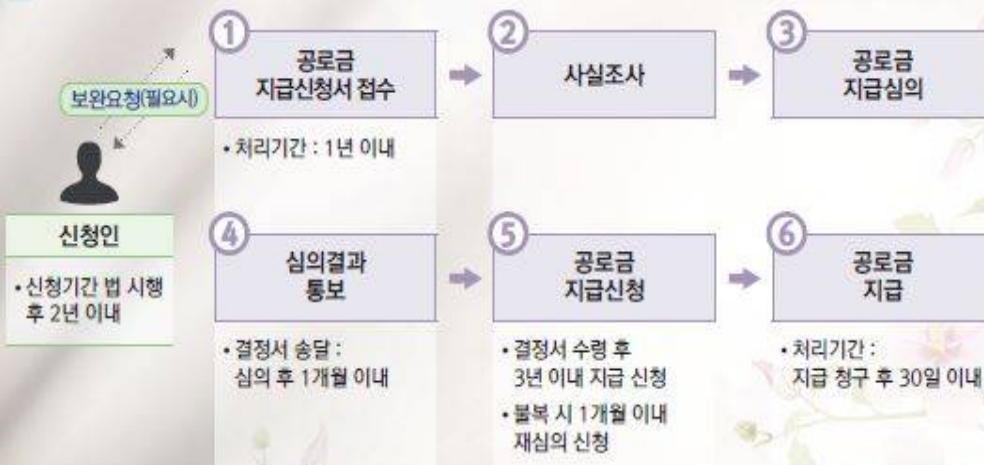 보완요청(필요시)
신청인
• 신청기간 법 시행
후 2년 이내
①
공로금
지급신청서 접수
• 처리기간 : 1년 이내
②
사실조사
③
공로금
지급심의
④
심의결과
통보
• 결정서 송달 :
심의 후 1개월 이내
⑤
공로금
지급신청
• 결정서 수령 후
3년 이내 지급 신청
• 불복 시 1개월 이내
재심의 신청
⑥
공로금
지급
• 처리기간 :
지급 청구 후 30일 이내